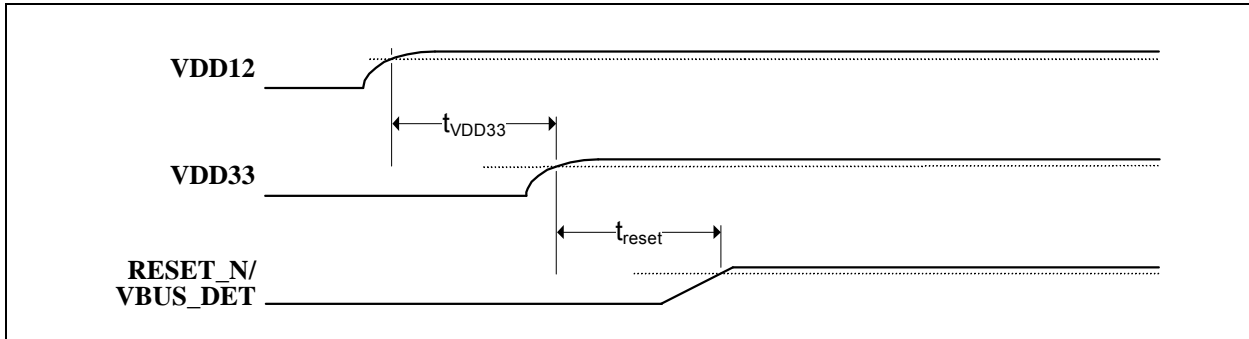 VDD12
tVDD33
VDD33
treset
RESET_N/
VBUS_DET